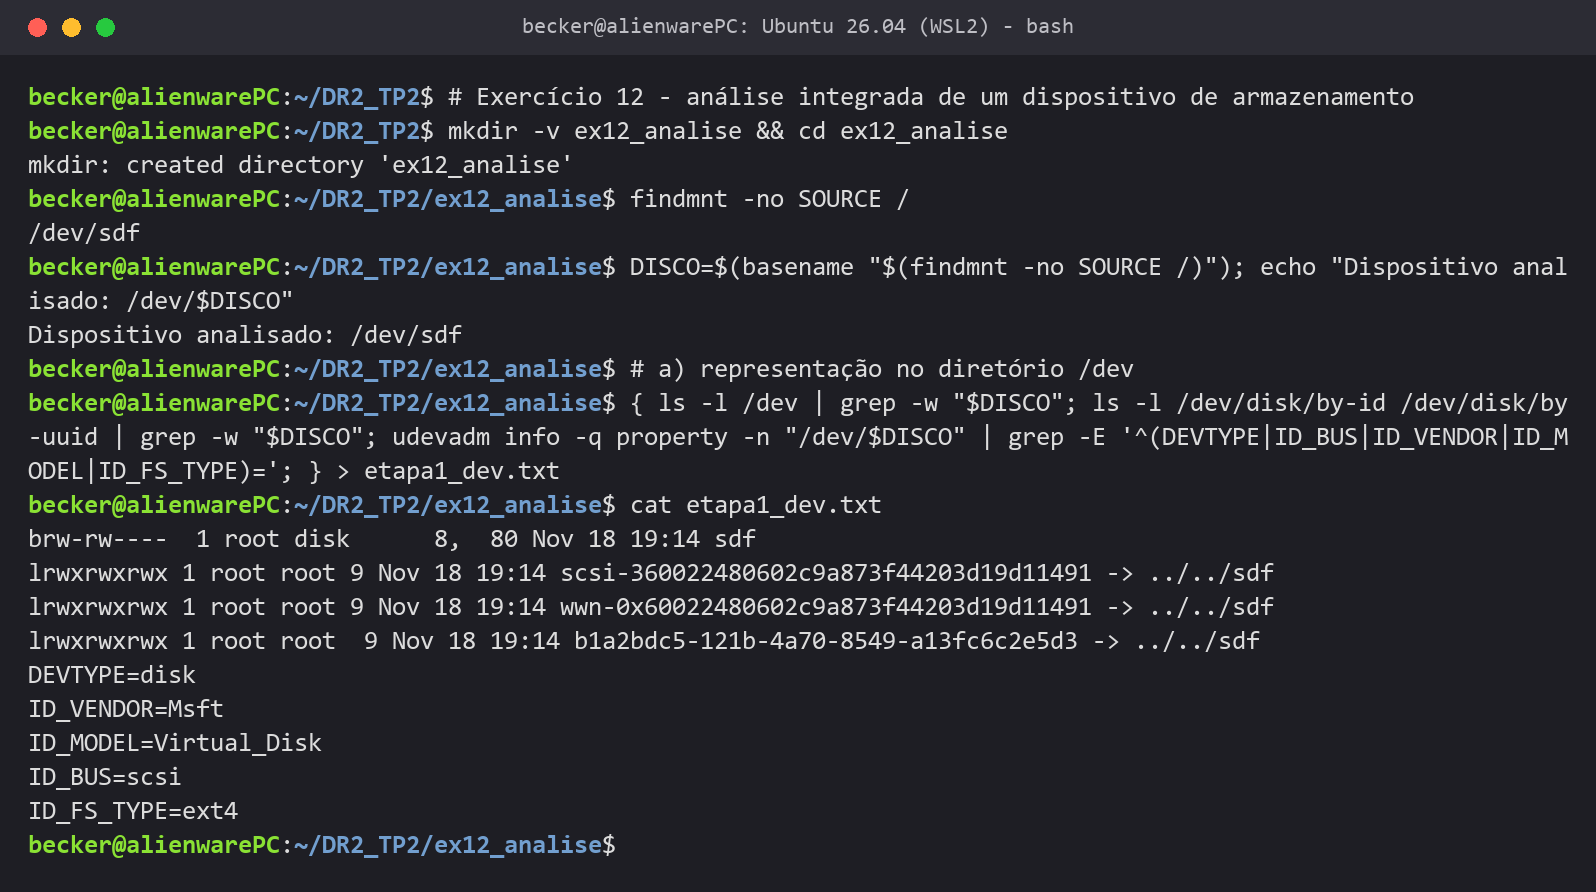 becker@alienwarePC: Ubuntu 26.04 (WSL2) - bash
becker@alienwarePC:~/DR2_TP2$ # Exercício 12 - análise integrada de um dispositivo de armazenamento
becker@alienwarePC:~/DR2_TP2$ mkdir -v ex12_analise && cd ex12_analise
mkdir: created directory 'ex12_analise'
becker@alienwarePC:~/DR2_TP2/ex12_analise$ findmnt -no SOURCE /
/dev/sdf
becker@alienwarePC:~/DR2_TP2/ex12_analise$ DISCO=$(basename "$(findmnt -no SOURCE /)"); echo "Dispositivo anal
isado: /dev/$DISCO"
Dispositivo analisado: /dev/sdf
becker@alienwarePC:~/DR2_TP2/ex12_analise$ # a) representação no diretório /dev
becker@alienwarePC:~/DR2_TP2/ex12_analise$ { ls -l /dev | grep -w "$DISCO"; ls -l /dev/disk/by-id /dev/disk/by
-uuid | grep -w "$DISCO"; udevadm info -q property -n "/dev/$DISCO" | grep -E '^(DEVTYPE|ID_BUS|ID_VENDOR|ID_M
ODEL|ID_FS_TYPE)='; } > etapa1_dev.txt
becker@alienwarePC:~/DR2_TP2/ex12_analise$ cat etapa1_dev.txt
brw-rw----  1 root disk      8,  80 Nov 18 19:14 sdf
lrwxrwxrwx 1 root root 9 Nov 18 19:14 scsi-360022480602c9a873f44203d19d11491 -> ../../sdf
lrwxrwxrwx 1 root root 9 Nov 18 19:14 wwn-0x60022480602c9a873f44203d19d11491 -> ../../sdf
lrwxrwxrwx 1 root root  9 Nov 18 19:14 b1a2bdc5-121b-4a70-8549-a13fc6c2e5d3 -> ../../sdf
DEVTYPE=disk
ID_VENDOR=Msft
ID_MODEL=Virtual_Disk
ID_BUS=scsi
ID_FS_TYPE=ext4
becker@alienwarePC:~/DR2_TP2/ex12_analise$